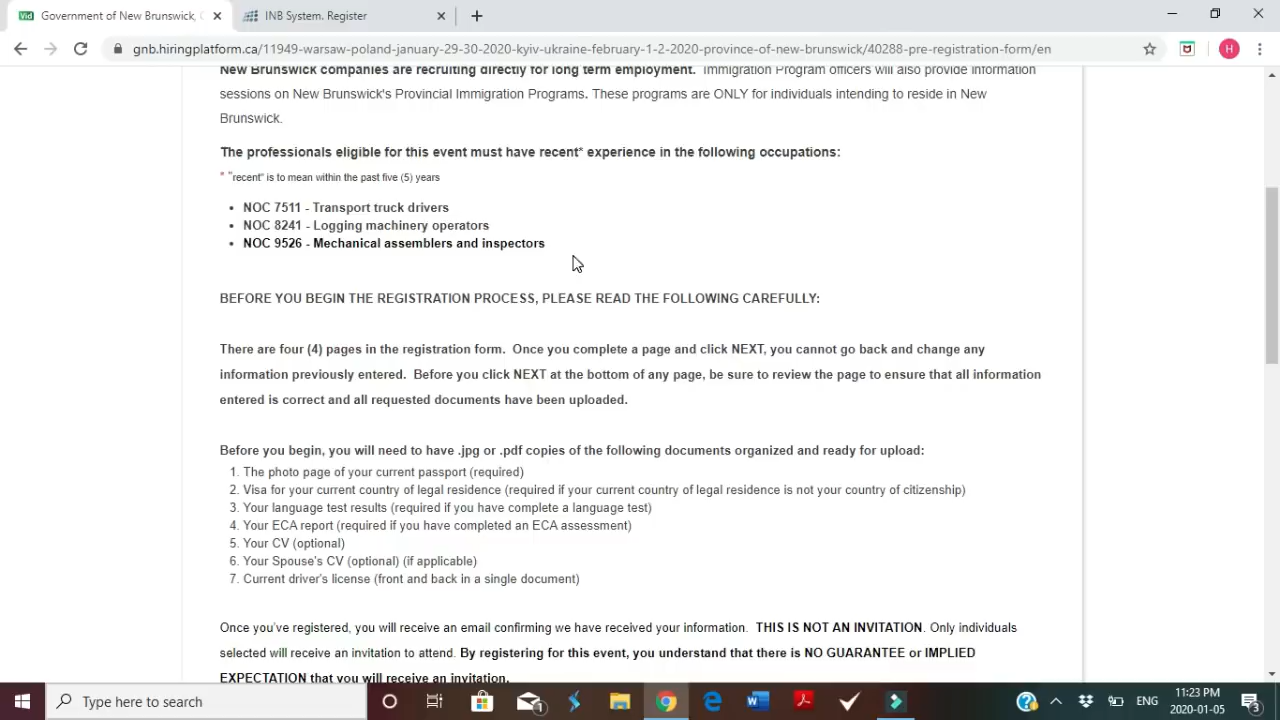 Government of New Brunswick, C
INB System. Register
gnb.hiringplatform.ca/11949-warsaw-poland-january-29-30-2020-kyiv-ukraine-february-1-2-2020-province-of-new-brunswick/40288-pre-registration-form/en
H
New Brunswick companies are recruiting directly for long term employment. Immigration Program officers will also provide information
sessions on New Brunswick's Provincial Immigration Programs. These programs are ONLY for individuals intending to reside in New
Brunswick.
The professionals eligible for this event must have recent* experience in the following occupations:
* "recent" is to mean within the past five (5) years
• NOC 7511 - Transport truck drivers
• NOC 8241 - Logging machinery operators
• NOC 9526 - Mechanical assemblers and inspectors
BEFORE YOU BEGIN THE REGISTRATION PROCESS, PLEASE READ THE FOLLOWING CAREFULLY:
There are four (4) pages in the registration form. Once you complete a page and click NEXT, you cannot go back and change any
information previously entered. Before you click NEXT at the bottom of any page, be sure to review the page to ensure that all information
entered is correct and all requested documents have been uploaded.
Before you begin, you will need to have .jpg or .pdf copies of the following documents organized and ready for upload:
1. The photo page of your current passport (required)
2. Visa for your current country of legal residence (required if your current country of legal residence is not your country of citizenship)
3. Your language test results (required if you have complete a language test)
4. Your ECA report (required if you have completed an ECA assessment)
5. Your CV (optional)
6. Your Spouse's CV (optional) (if applicable)
7. Current driver's license (front and back in a single document)
Once you've registered, you will receive an email confirming we have received your information. THIS IS NOT AN INVITATION. Only individuals
selected will receive an invitation to attend. By registering for this event, you understand that there is NO GUARANTEE or IMPLIED
EXPECTATION that you will receive an invitation.
Type here to search
1
ENG
11:23 PM
2020-01-05
3